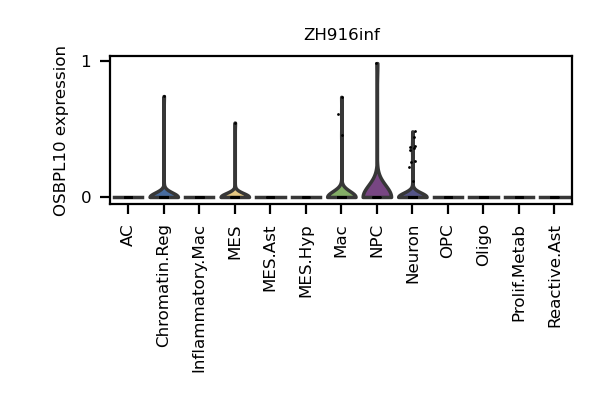 ZH916inf
OSBPL10 expression
1
0
AC
Chromatin.Reg
Inflammatory.Mac
MES
MES.Ast
MES.Hyp
Mac
NPC
Neuron
OPC
Oligo
Prolif.Metab
Reactive.Ast